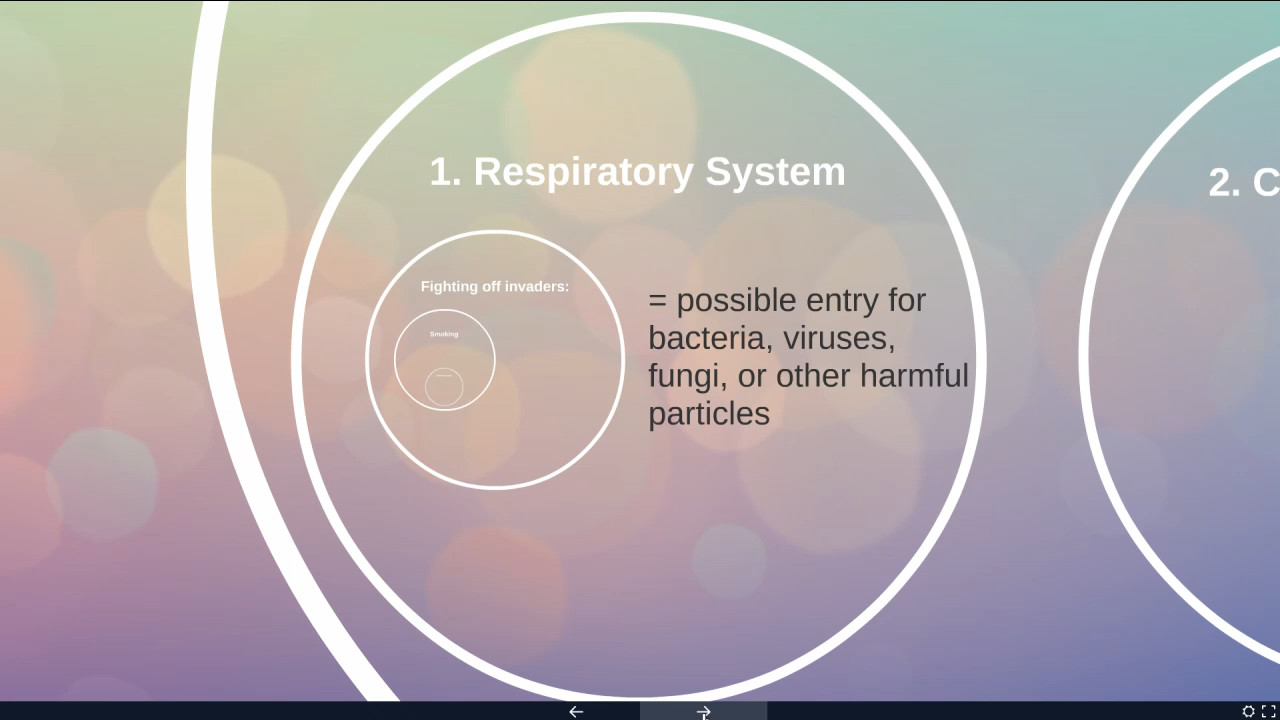 1. Respiratory System
2. C
Fighting off invaders:
Smoking
= possible entry for
bacteria, viruses,
fungi, or other harmful
particles